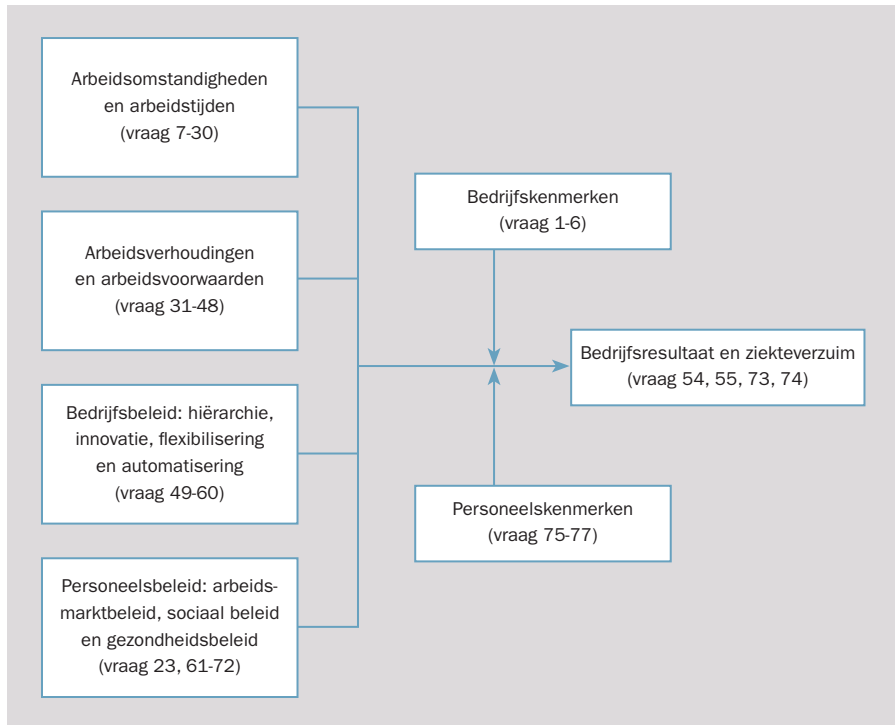 Arbeidsomstandigheden
en arbeidstijden
(vraag 7-30)
Arbeidsverhoudingen
en arbeidsvoorwaarden
(vraag 31-48)
Bedrijfsbeleid: hiërarchie,
innovatie, flexibilisering
en automatisering
(vraag 49-60)
Personeelsbeleid: arbeids-
marktbeleid, sociaal beleid
en gezondheidsbeleid
(vraag 23, 61-72)
Bedrijfskenmerken
(vraag 1-6)
Personeelskenmerken
(vraag 75-77)
Bedrijfsresultaat en ziekteverzuim
(vraag 54, 55, 73, 74)